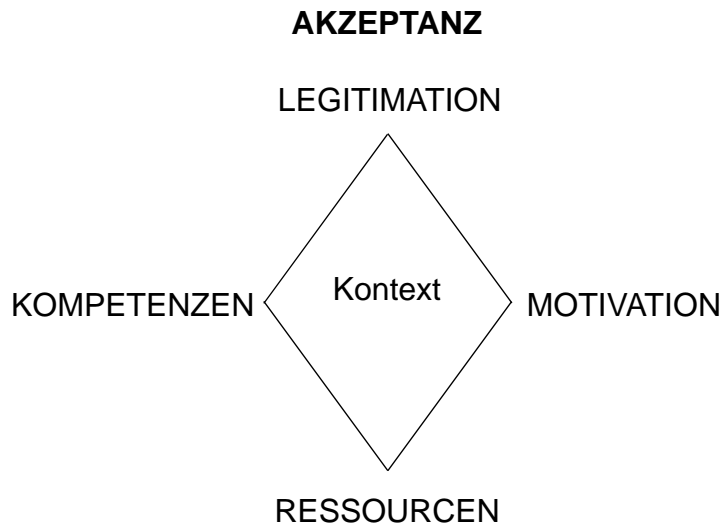 AKZEPTANZ
LEGITIMATION
Kontext
KOMPETENZEN
MOTIVATION
RESSOURCEN